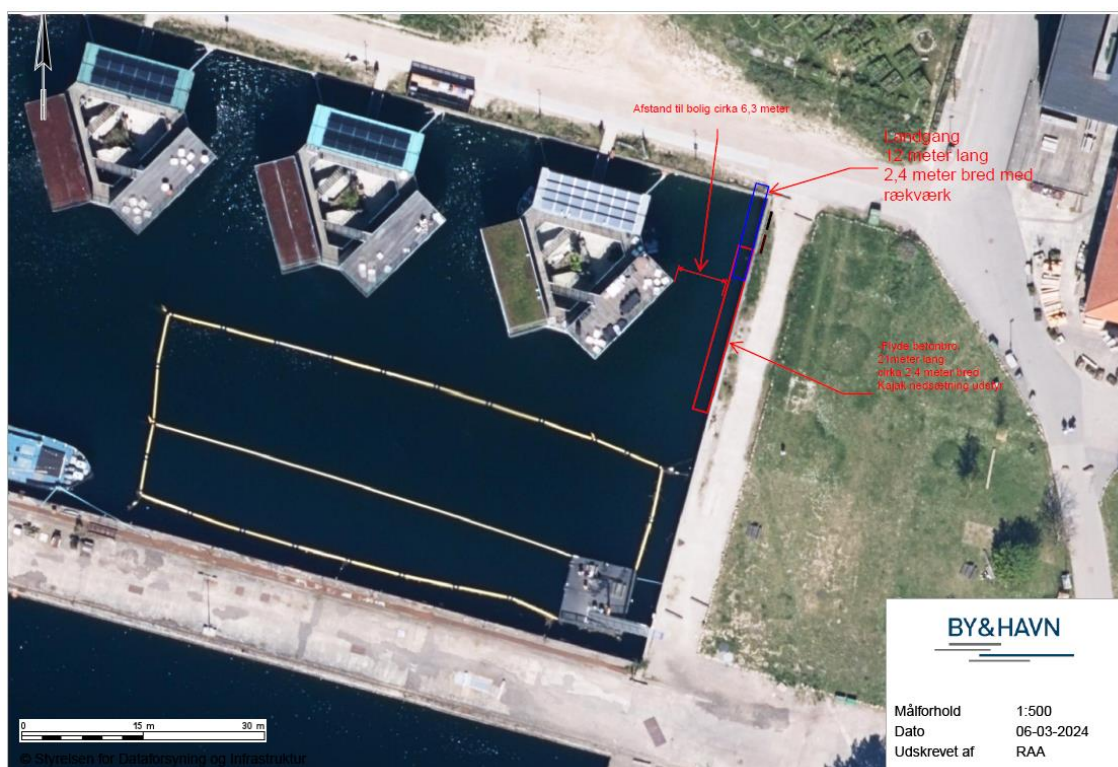 Afstand til bolig cirka 6,3 meter
Landgang
12 meter lang
2,4 meter bred med
rækværk
Flyde betonbro
21meter lang
cirka 2,4 meter bred
Kajak nedsætning udstyr
BY&HAVN
Målforhold 1:500
Dato 06-03-2024
Udskrevet af RAA
0 15 m 30 m
© Styrelsen for Dataforsyning og Infrastruktur